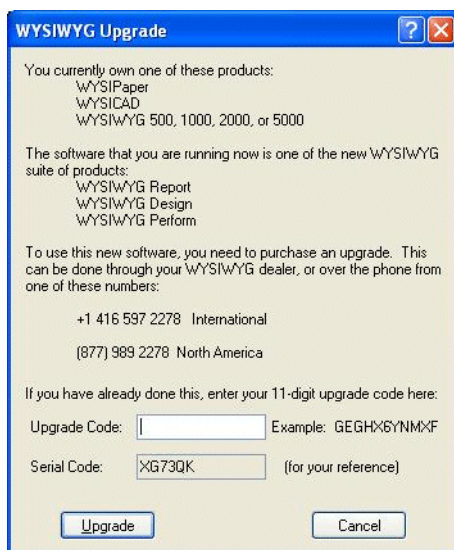 WYSIWYG Upgrade
You currently own one of these products:
WYSIPaper
WYSICAD
WYSIWYG 500, 1000, 2000, or 5000
The software that you are running now is one of the new WYSIWYG
suite of products:
WYSIWYG Report
WYSIWYG Design
WYSIWYG Perform
To use this new software, you need to purchase an upgrade. This
can be done through your WYSIWYG dealer, or over the phone from
one of these numbers:
+1 416 597 2278 International
(877) 989 2278 North America
If you have already done this, enter your 11-digit upgrade code here:
Upgrade Code: Example: GEGHX6YNMXF
Serial Code: XG73QK (for your reference)
Upgrade Cancel